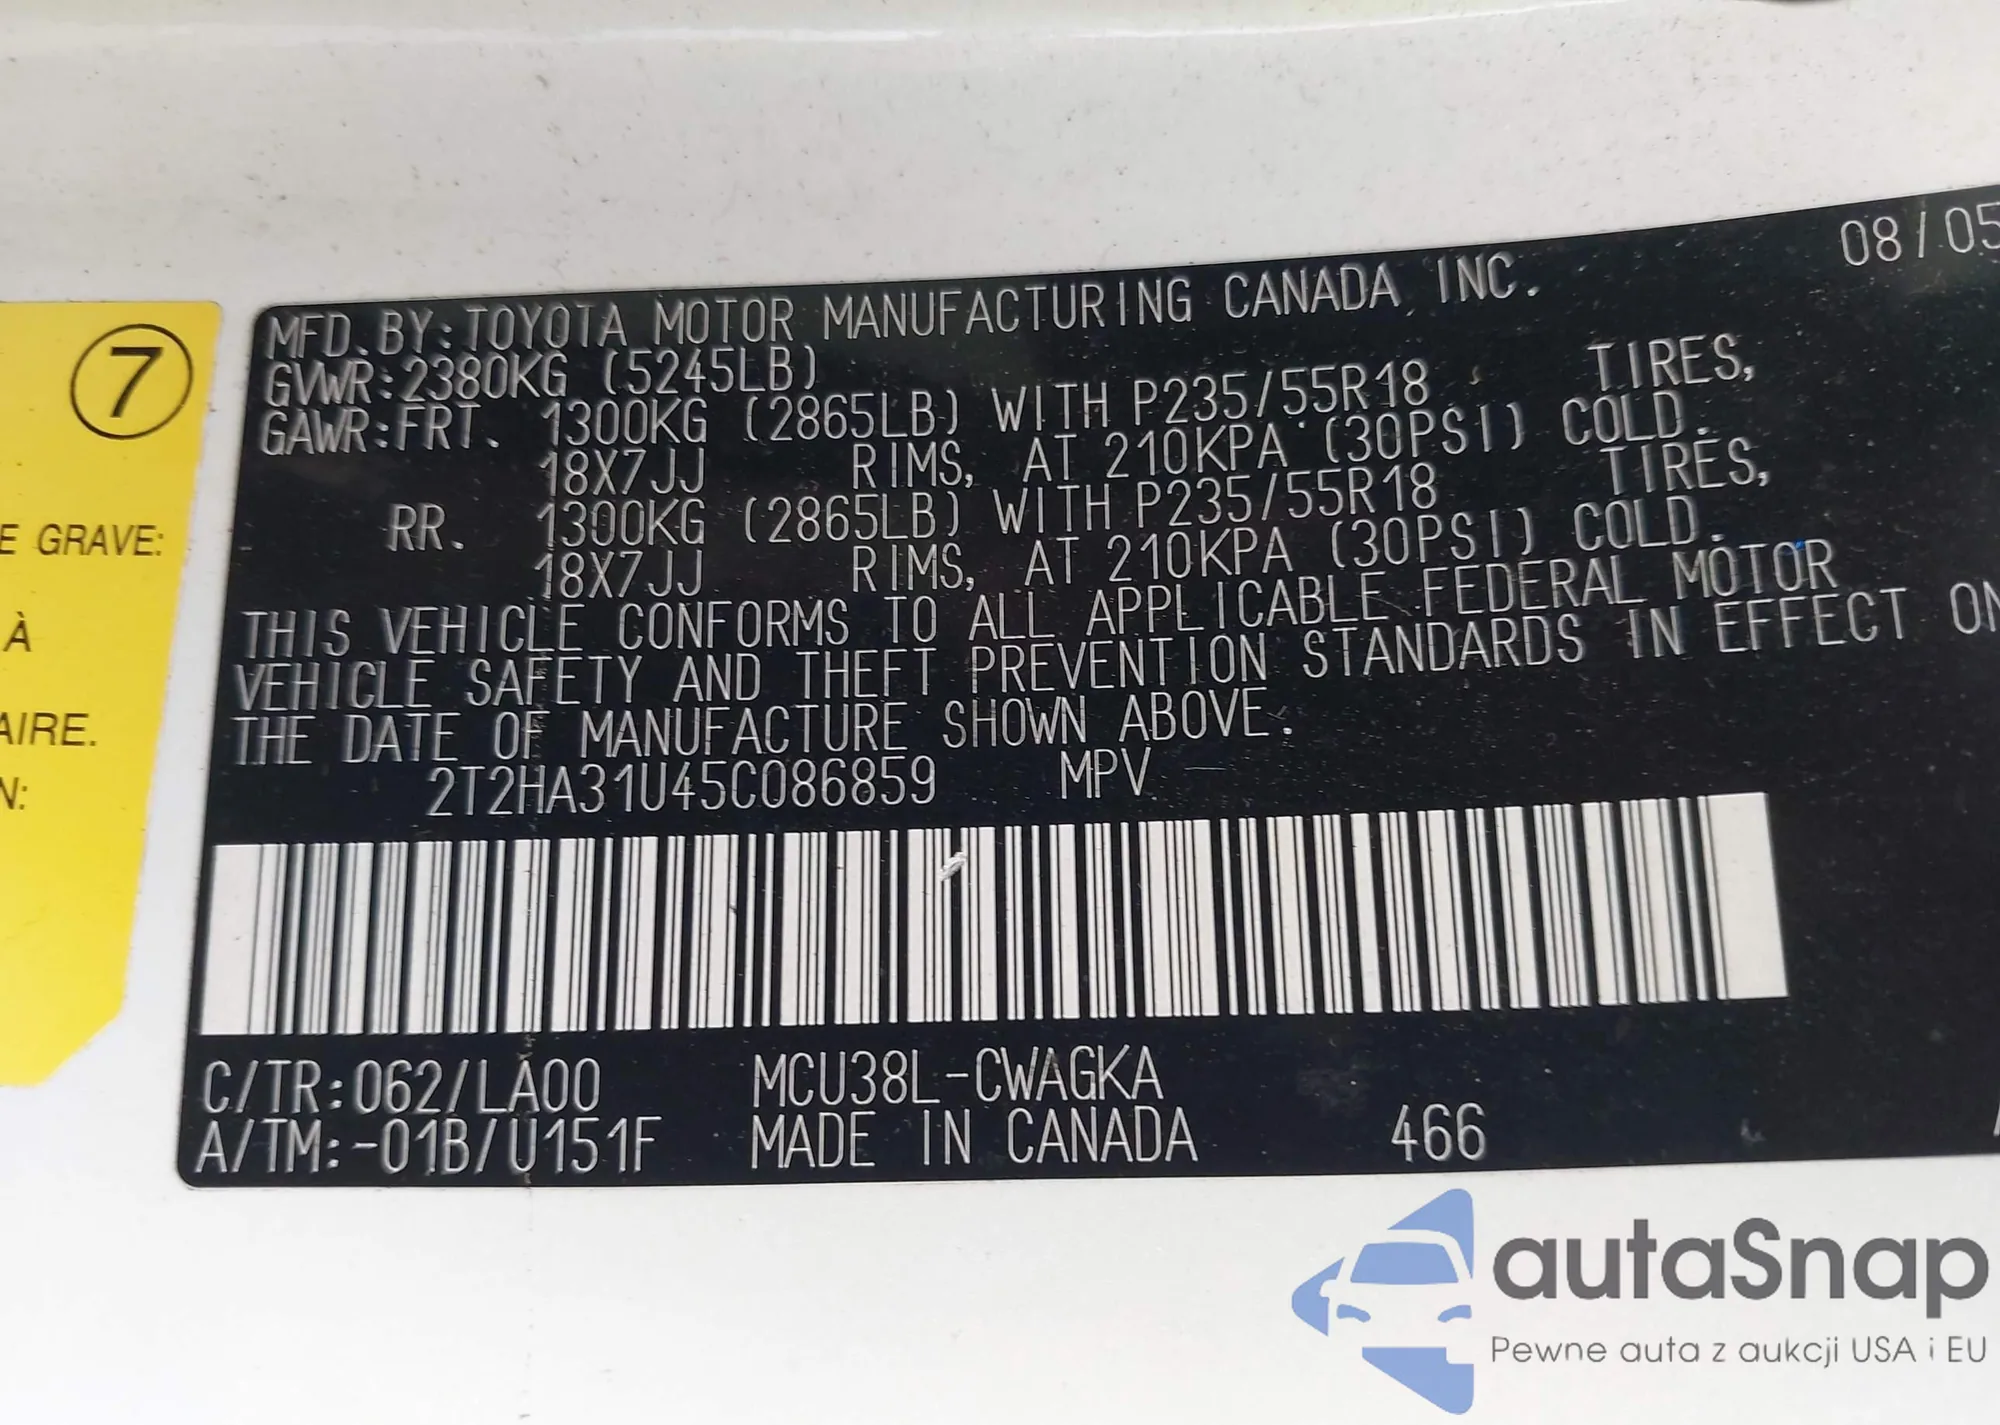 08/05
MFD. BY: TOYOTA MOTOR MANUFACTURING CANADA INC.
GVWR: 2380KG (5245LB)
GAWR: FRT. 1300KG (2865LB) WITH P235/55R18 TIRES,
18X7JJ RIMS, AT 210KPA (30PSI) COLD.
RR. 1300KG (2865LB) WITH P235/55R18 TIRES,
18X7JJ RIMS, AT 210KPA (30PSI) COLD.
THIS VEHICLE CONFORMS TO ALL APPLICABLE FEDERAL MOTOR
VEHICLE SAFETY AND THEFT PREVENTION STANDARDS IN EFFECT ON
THE DATE OF MANUFACTURE SHOWN ABOVE.
2T2HA31U45C086859 MPV
C/TR: 062/LA00 MCU38L-CWAGKA
A/TM: -01B/U151F MADE IN CANADA 466
7
E GRAVE:
À
AIRE.
N:
autaSnap
Pewne auta z aukcji USA i EU